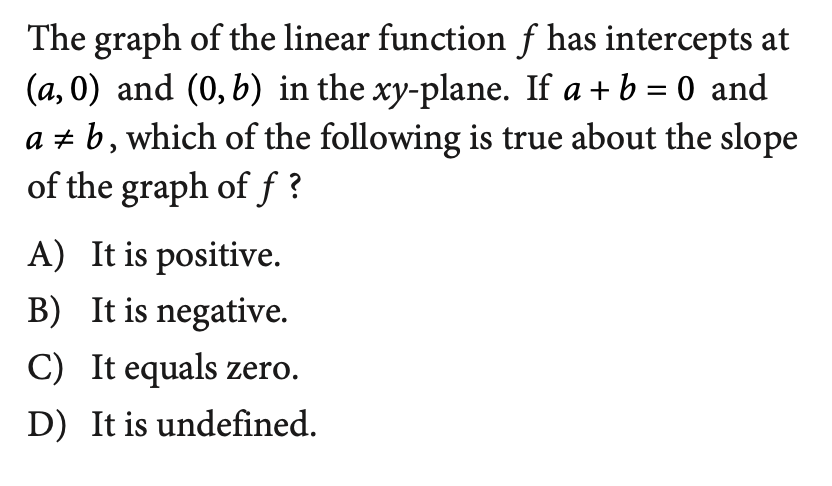 The graph of the linear function f has intercepts at
(a, 0) and (0, b) in the xy-plane. If a + b = 0 and
a ≠ b, which of the following is true about the slope
of the graph of f ?
A) It is positive.
B) It is negative.
C) It equals zero.
D) It is undefined.